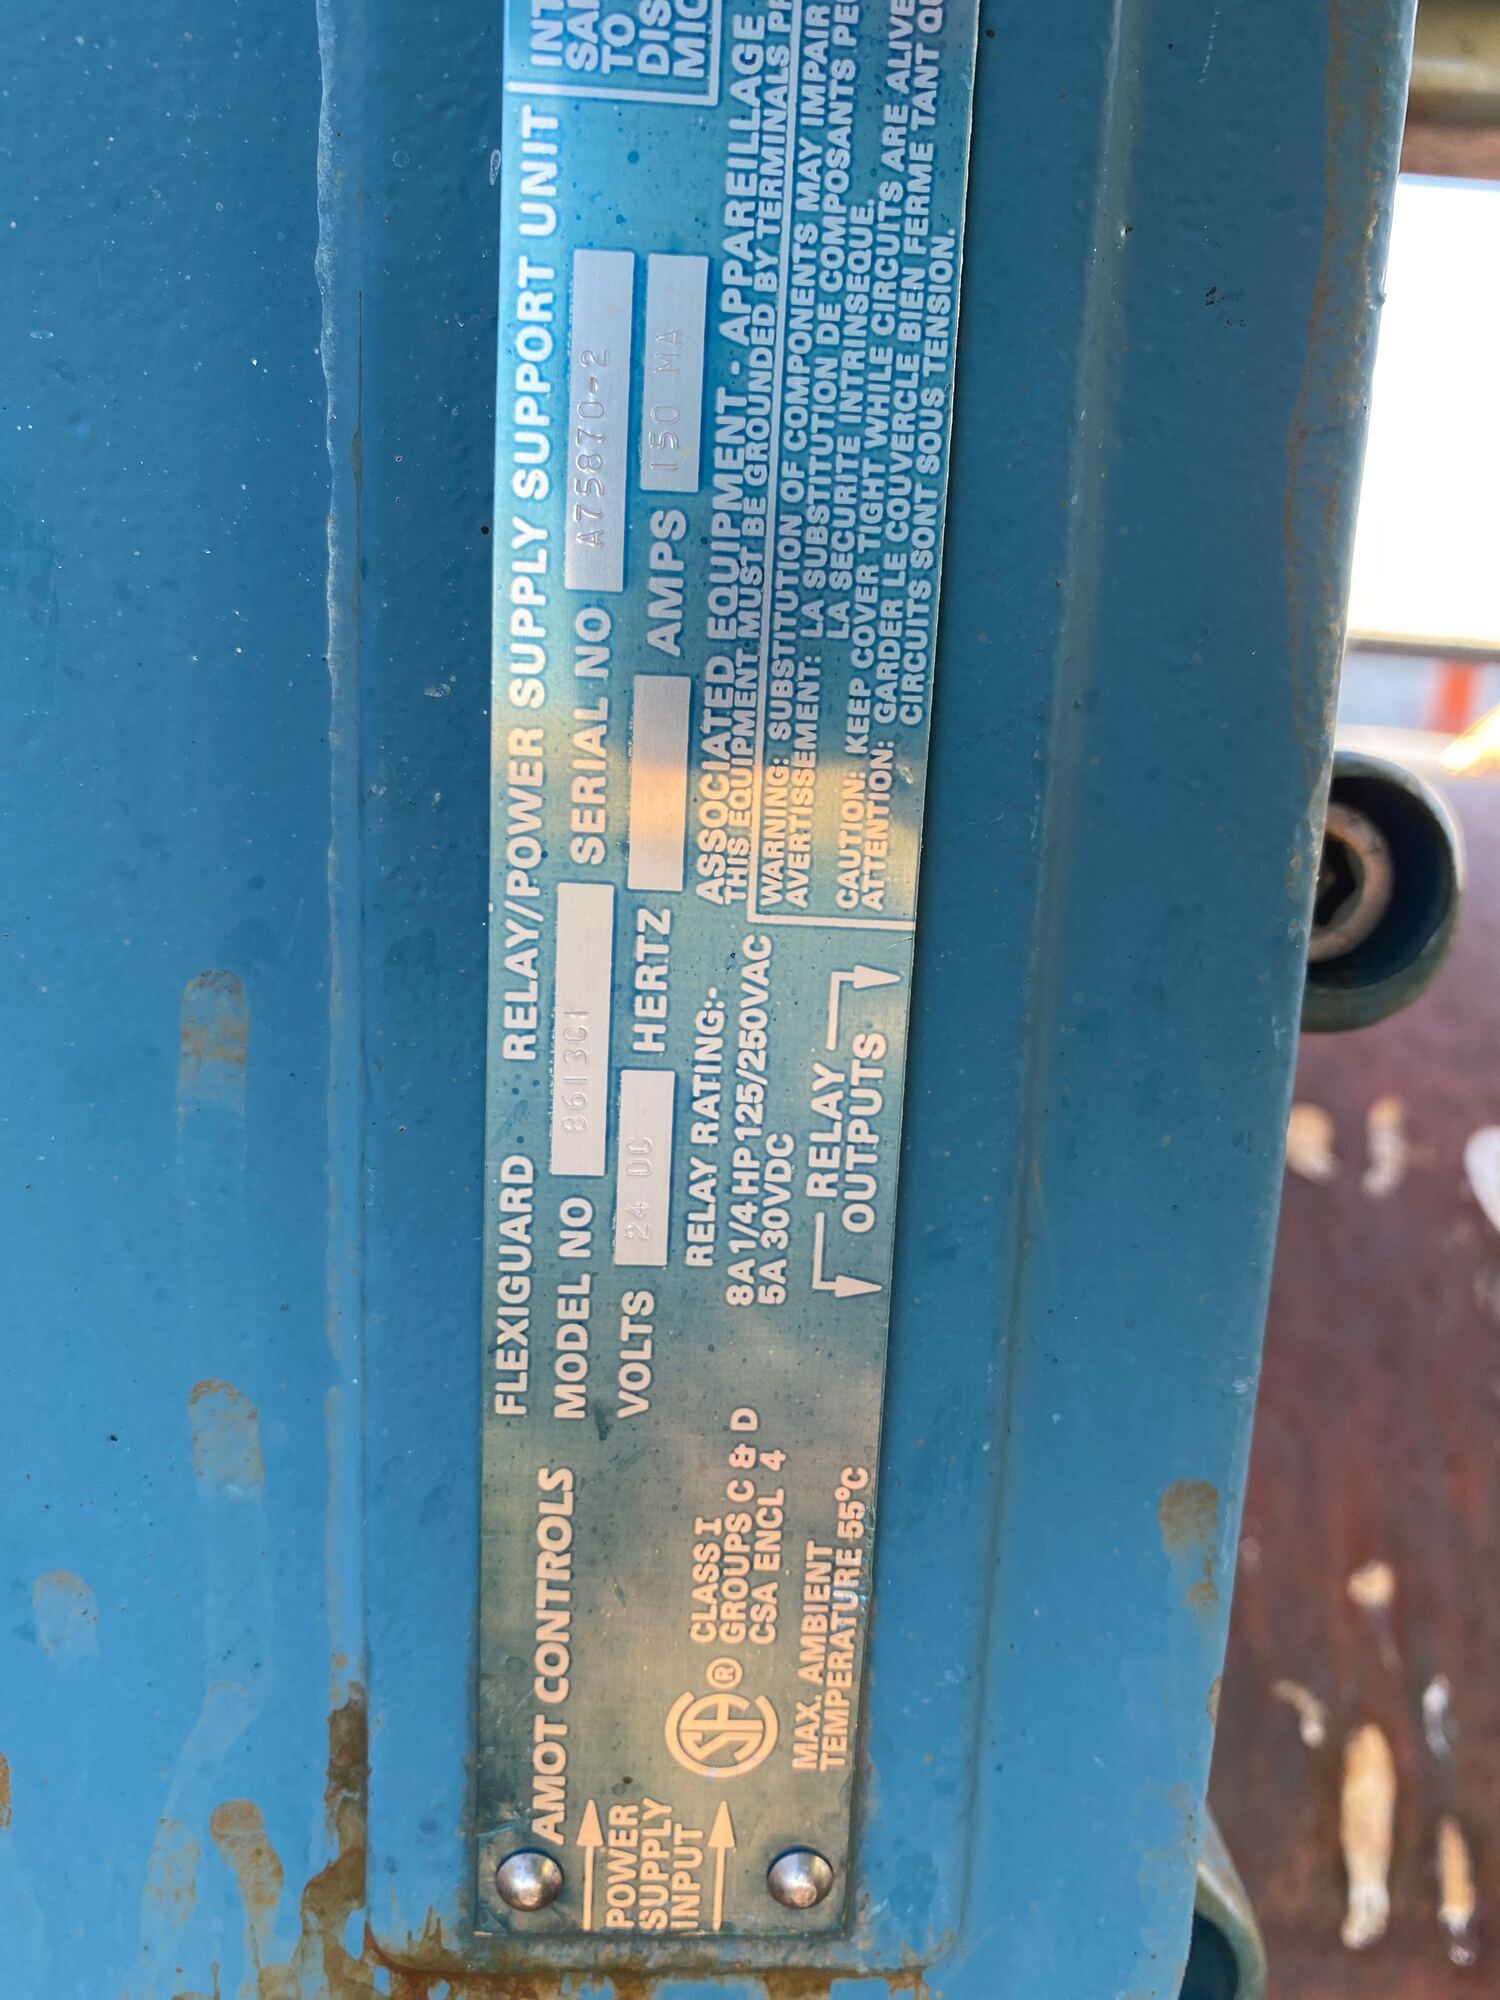 AMOT CONTROLS
POWER
SUPPLY
INPUT
SA ®
CLASS I
GROUPS C & D
CSA ENCL 4
MAX. AMBIENT
TEMPERATURE 55°C
FLEXIGUARD RELAY/POWER SUPPLY SUPPORT UNIT
MODEL NO 8613C1 SERIAL NO A75870-2
VOLTS 24 DC HERTZ AMPS 150 MA
RELAY RATING:-
8A 1/4 HP 125/250VAC
5A 30VDC
RELAY
OUTPUTS
ASSOCIATED EQUIPMENT - APPAREILLAGE
THIS EQUIPMENT MUST BE GROUNDED BY TERMINALS
WARNING: SUBSTITUTION OF COMPONENTS MAY IMPAIR
AVERTISSEMENT: LA SUBSTITUTION DE COMPOSANTS
LA SECURITE INTRINSEQUE.
CAUTION: KEEP COVER TIGHT WHILE CIRCUITS ARE ALIVE
ATTENTION: GARDER LE COUVERCLE BIEN FERME TANT
CIRCUITS SONT SOUS TENSION.
TO